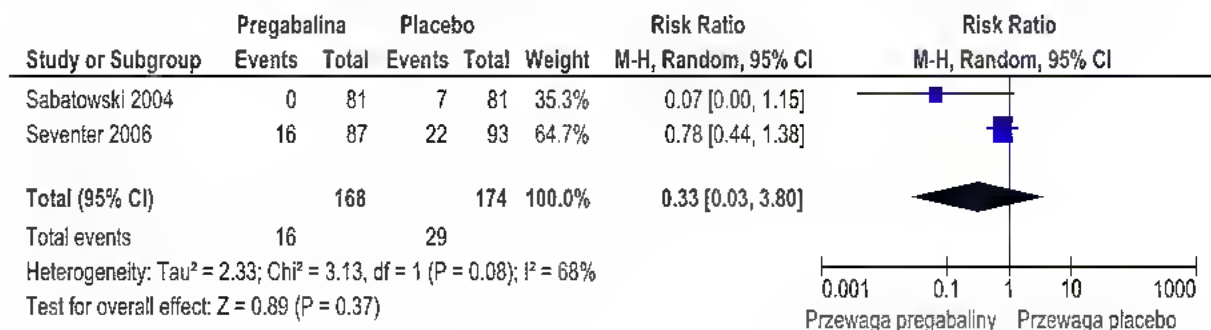 Pregabalina Placebo Risk Ratio Risk Ratio
Study or Subgroup Events Total Events Total Weight M-H, Random, 95% CI M-H, Random, 95% CI
Sabatowski 2004 0 81 7 81 35.3% 0.07 [0.00, 1.15]
Seventer 2006 16 87 22 93 64.7% 0.78 [0.44, 1.38]
Total (95% CI) 168 174 100.0% 0.33 [0.03, 3.80]
Total events 16 29
Heterogeneity: Tau² = 2.33; Chi² = 3.13, df = 1 (P = 0.08); I² = 68%
Test for overall effect: Z = 0.89 (P = 0.37)
0.001 0.1 1 10 1000
Przewaga pregabaliny Przewaga placebo